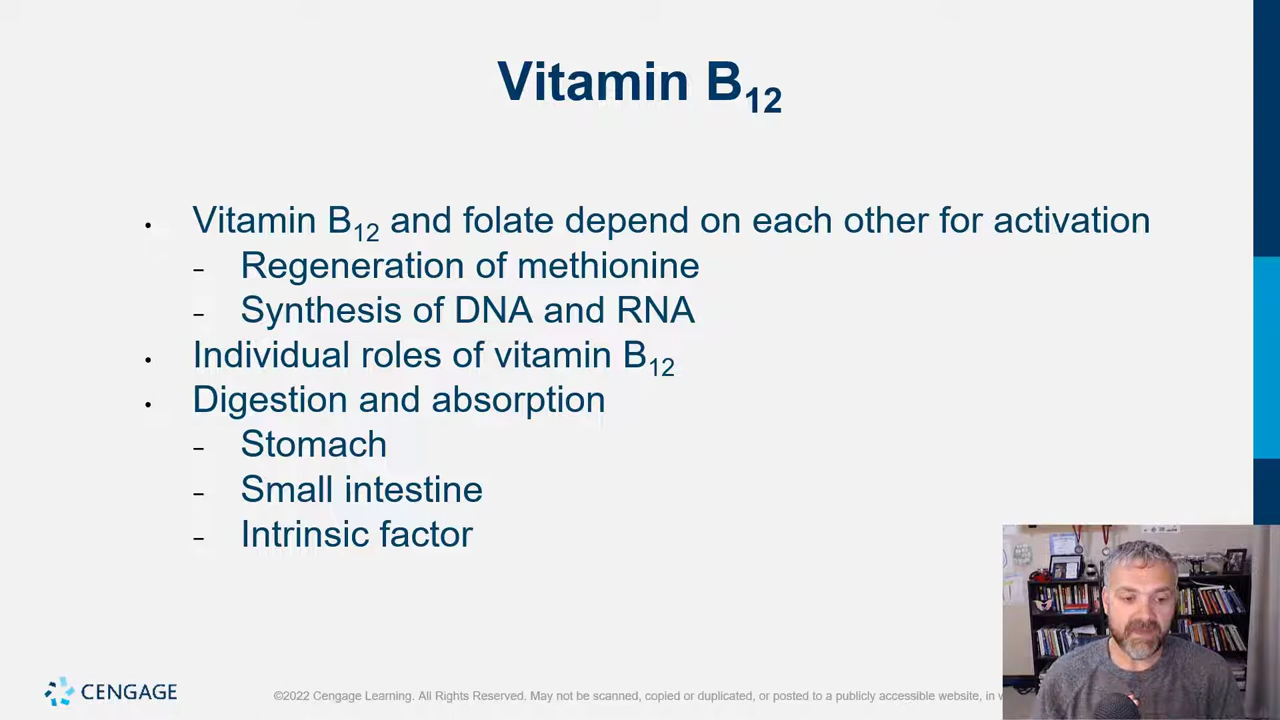 Vitamin B12
• Vitamin B12 and folate depend on each other for activation
– Regeneration of methionine
– Synthesis of DNA and RNA
• Individual roles of vitamin B12
• Digestion and absorption
– Stomach
– Small intestine
– Intrinsic factor
CENGAGE
©2022 Cengage Learning. All Rights Reserved. May not be scanned, copied or duplicated, or posted to a publicly accessible website, in